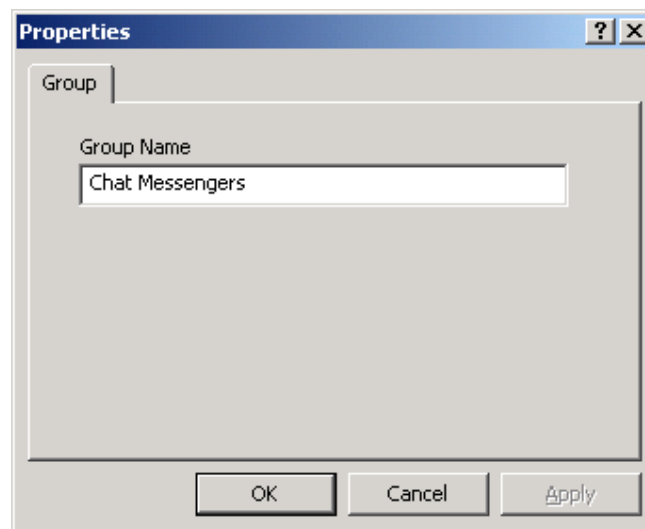 Properties
Group
Group Name
Chat Messengers
OK Cancel Apply